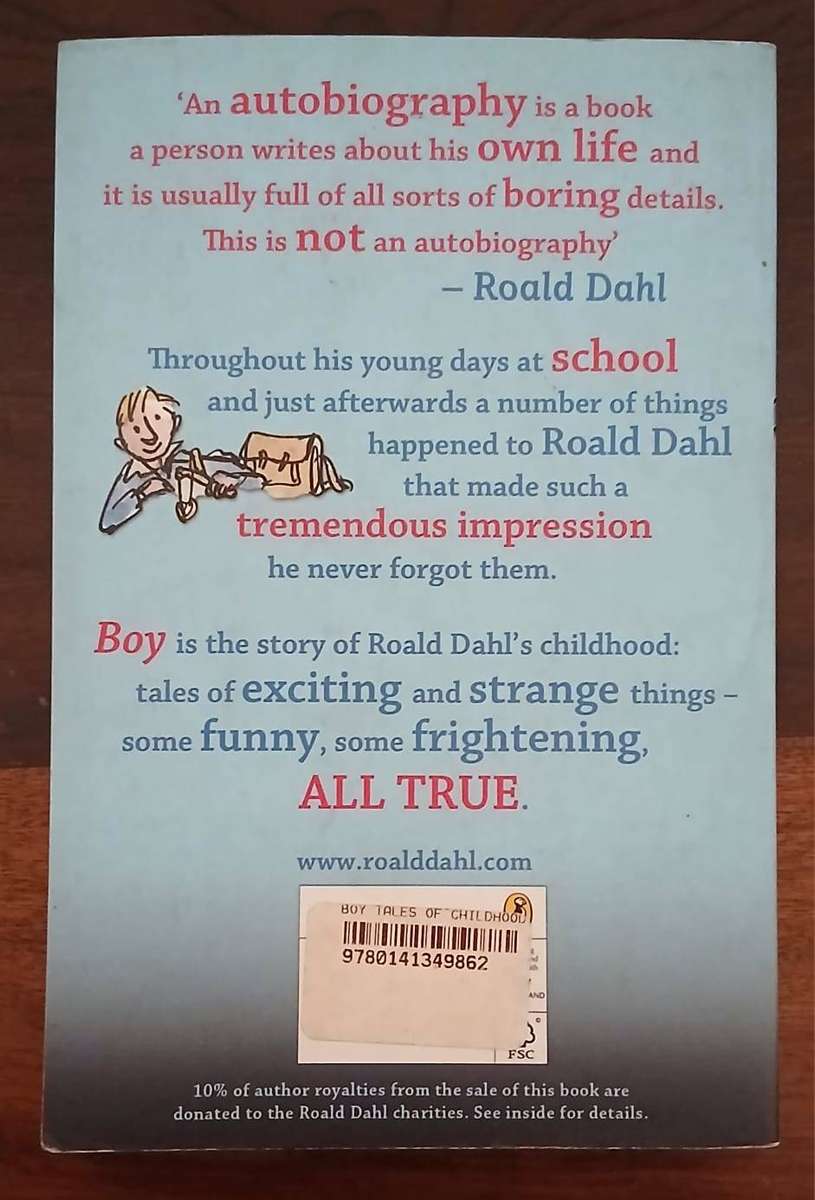 ‘An autobiography is a book
a person writes about his own life and
it is usually full of all sorts of boring details.
This is not an autobiography’
– Roald Dahl
Throughout his young days at school
and just afterwards a number of things
happened to Roald Dahl
that made such a
tremendous impression
he never forgot them.
Boy is the story of Roald Dahl’s childhood:
tales of exciting and strange things –
some funny, some frightening,
ALL TRUE.
www.roalddahl.com
BOY TALES OF CHILDHOOD
9780141349862
FSC
10% of author royalties from the sale of this book are
donated to the Roald Dahl charities. See inside for details.